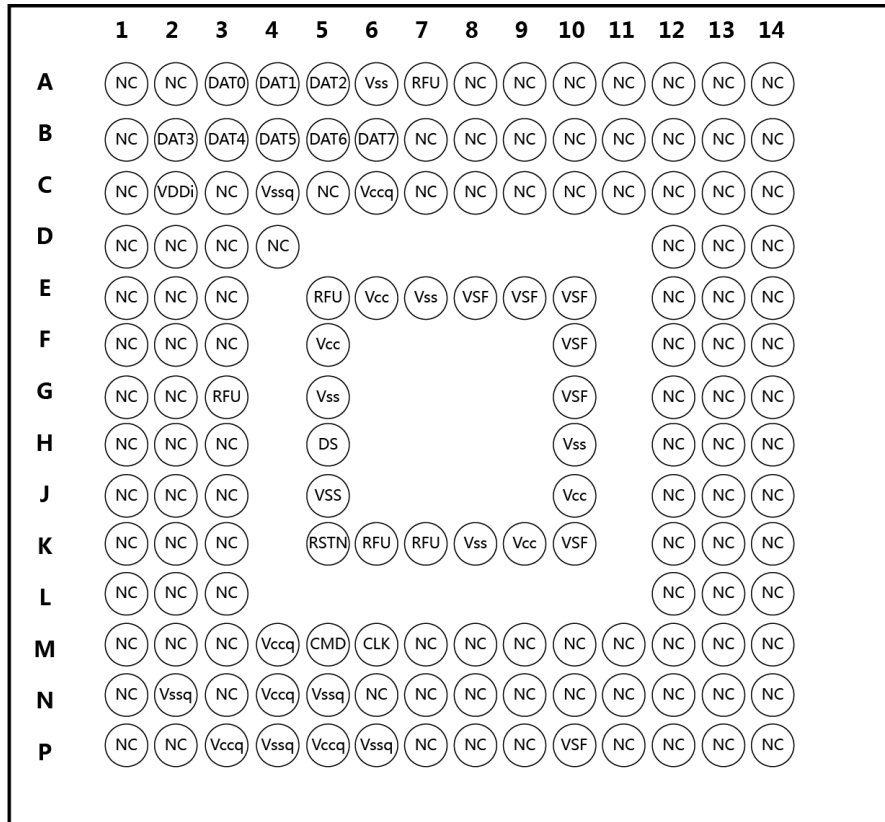 1 2 3 4 5 6 7 8 9 10 11 12 13 14
A NC NC DAT0 DAT1 DAT2 Vss RFU NC NC NC NC NC NC NC
B NC DAT3 DAT4 DAT5 DAT6 DAT7 NC NC NC NC NC NC NC NC
C NC VDDi NC Vssq NC Vccq NC NC NC NC NC NC NC NC
D NC NC NC NC NC NC NC
E NC NC NC RFU Vcc Vss VSF VSF VSF NC NC NC
F NC NC NC Vcc VSF NC NC NC
G NC NC RFU Vss VSF NC NC NC
H NC NC NC DS Vss NC NC NC
J NC NC NC VSS Vcc NC NC NC
K NC NC NC RSTN RFU RFU Vss Vcc VSF NC NC NC
L NC NC NC NC NC NC
M NC NC NC Vccq CMD CLK NC NC NC NC NC NC NC NC
N NC Vssq NC Vccq Vssq NC NC NC NC NC NC NC NC NC
P NC NC Vccq Vssq Vccq Vssq NC NC NC VSF NC NC NC NC